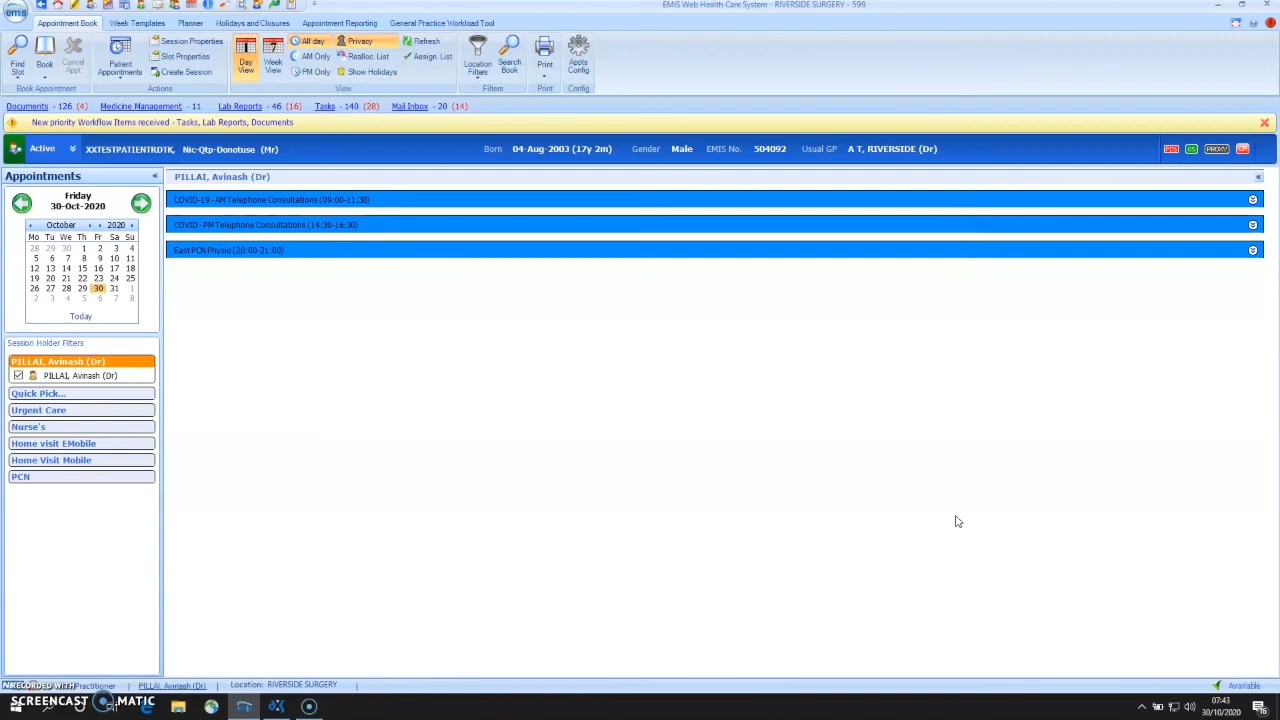 emis
EMIS Web Health Care System - RIVERSIDE SURGERY - 599
Appointment Book Week Templates Planner Holidays and Closures Appointment Reporting General Practice Workload Tool
Find Slot
Book
Cancel Appt
Book Appointment
Patient Appointments
Session Properties
Slot Properties
Create Session
Actions
Day View
Week View
All day
AM Only
PM Only
Privacy
Realloc. List
Show Holidays
Refresh
Assign. List
View
Location Filters
Search Book
Filters
Print
Print
Appts Config
Config
Documents - 126 (4) Medicine Management - 11 Lab Reports - 46 (16) Tasks - 140 (28) Mail Inbox - 20 (14)
New priority Workflow Items received - Tasks, Lab Reports, Documents
Active XXTESTPATIENTRDTK, Nic-Qtp-Donotuse (Mr) Born 04-Aug-2003 (17y 2m) Gender Male EMIS No. 504092 Usual GP A T, RIVERSIDE (Dr)
Appointments
Friday
30-Oct-2020
October 2020
Mo Tu We Th Fr Sa Su
28 29 30 1 2 3 4
5 6 7 8 9 10 11
12 13 14 15 16 17 18
19 20 21 22 23 24 25
26 27 28 29 30 31 1
2 3 4 5 6 7 8
Today
Session Holder Filters
PILLAI, Avinash (Dr)
PILLAI, Avinash (Dr)
Quick Pick...
Urgent Care
Nurse's
Home visit EMobile
Home Visit Mobile
PCN
PILLAI, Avinash (Dr)
COVID-19 - AM Telephone Consultations (09:00-11:30)
COVID - PM Telephone Consultations (14:30-16:30)
East PCN Physio (20:00-21:00)
PILLAI, Avinash (Dr) Location: RIVERSIDE SURGERY Available
RECORDED WITH
SCREENCAST MATIC
07:43
30/10/2020
16